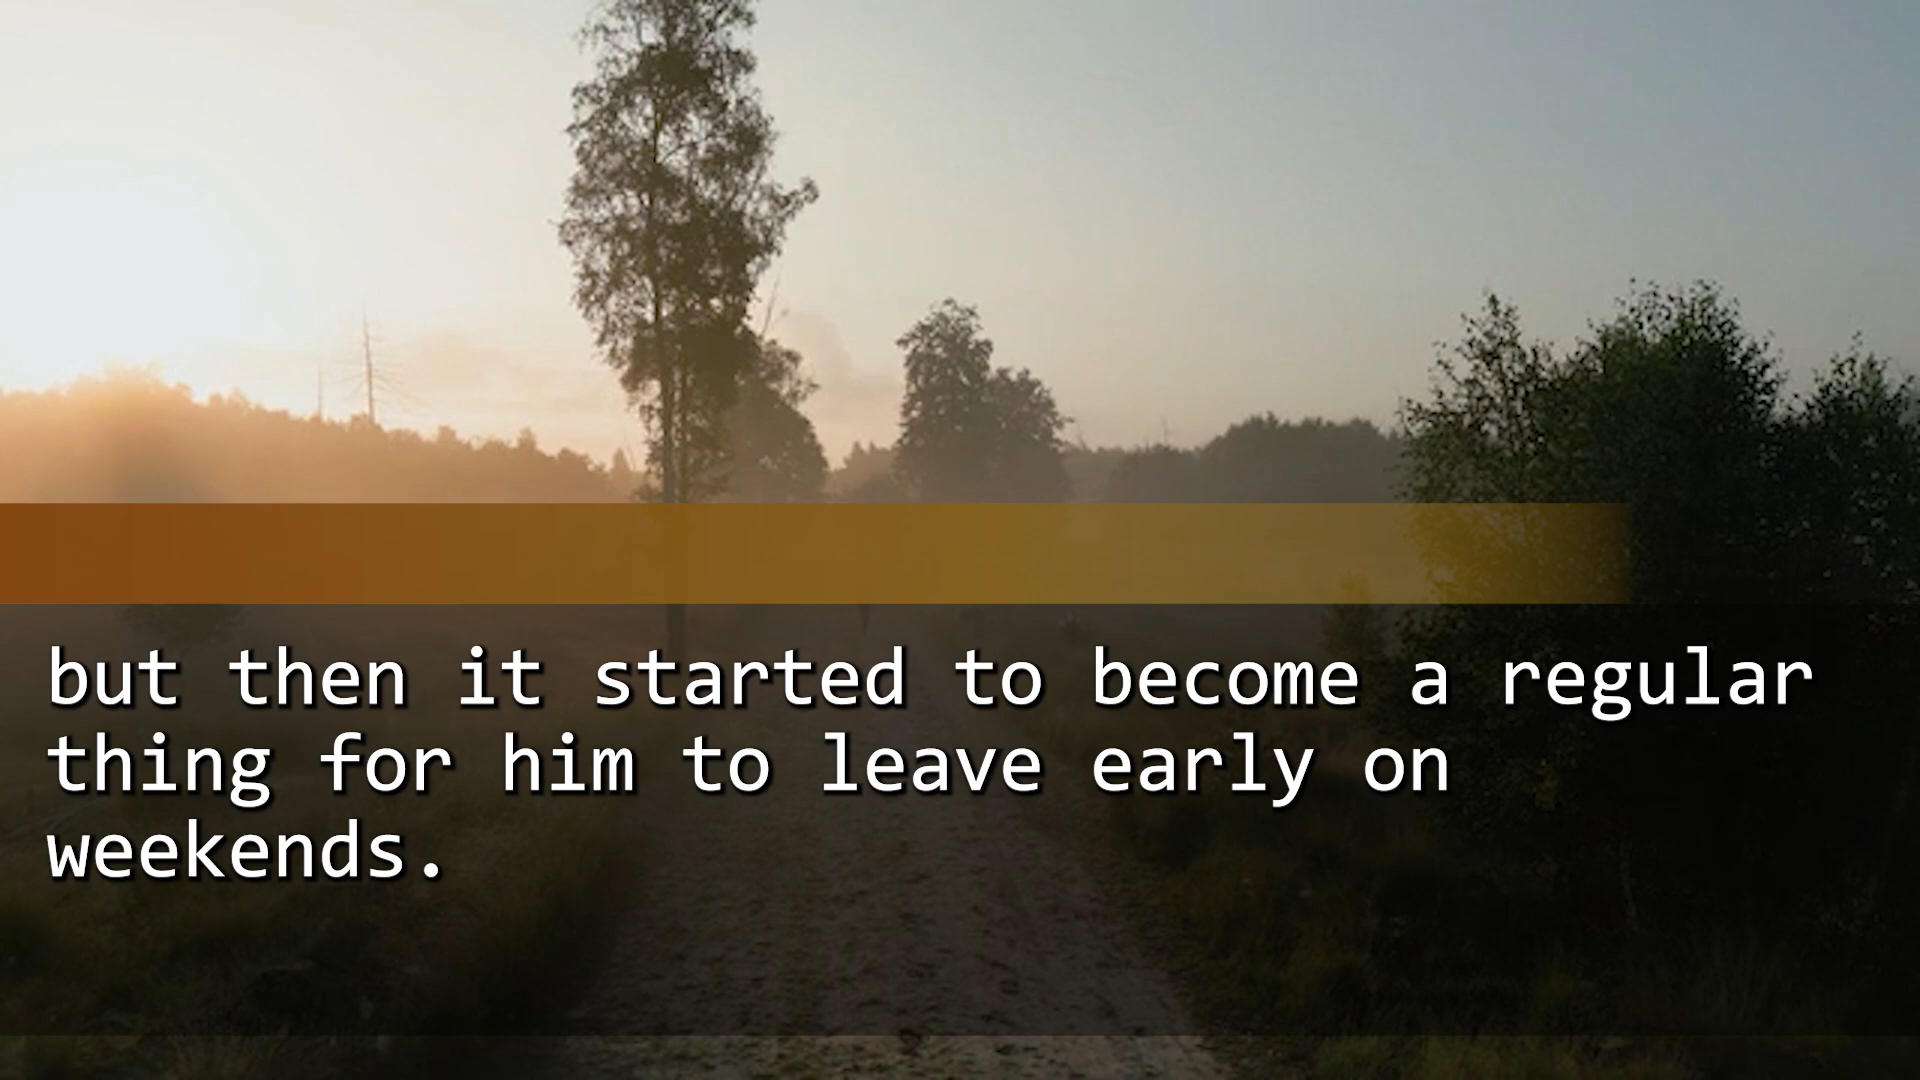 but then it started to become a regular
thing for him to leave early on
weekends.